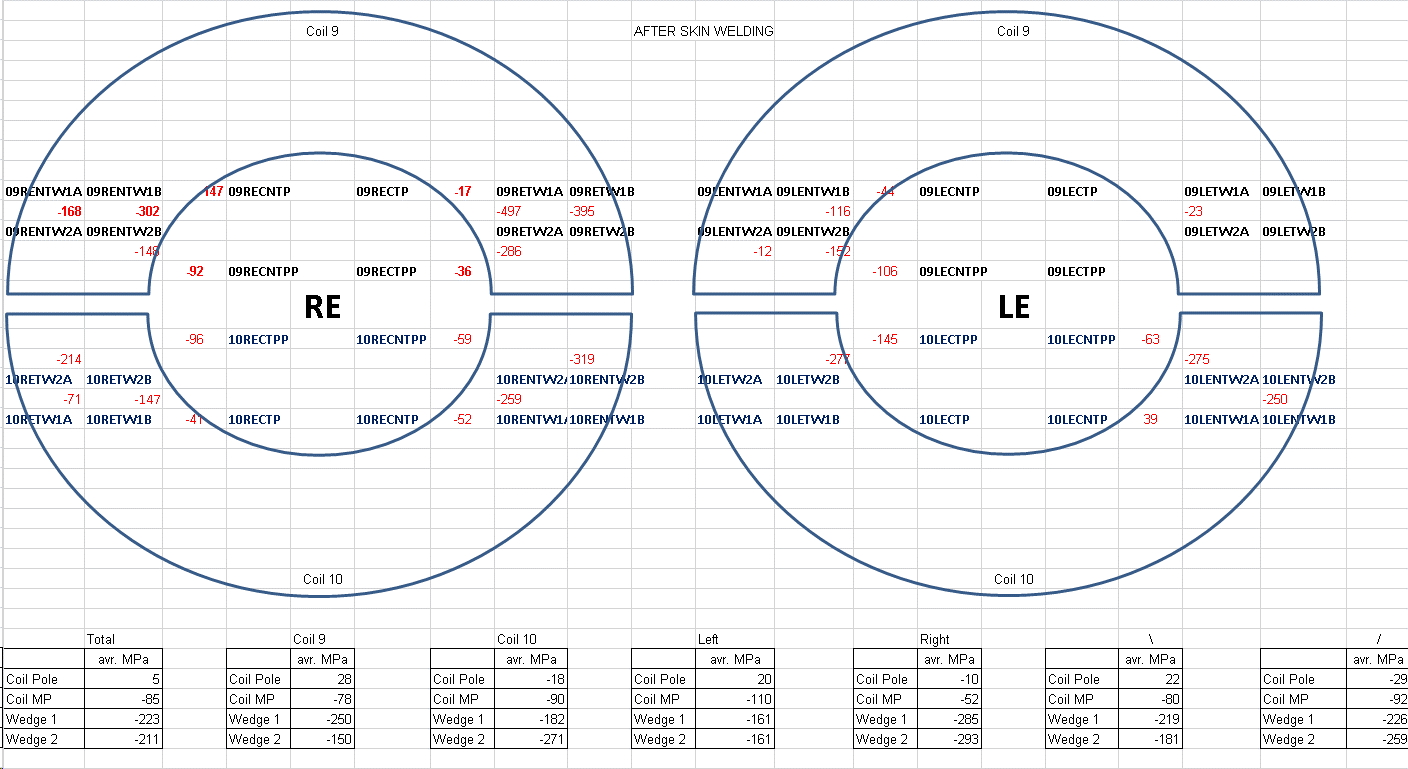 Coil 9 AFTER SKIN WELDING Coil 9
09RENTW1A 09RENTW1B 147 09RECNTP 09RECTP -17 09RETW1A 09RETW1B 09LENTW1A 09LENTW1B -44 09LECNTP 09LECTP 09LETW1A 09LETW1B
-168 -302 -497 -395 -116 -23
09RENTW2A 09RENTW2B 09RETW2A 09RETW2B 09LENTW2A 09LENTW2B 09LETW2A 09LETW2B
-148 -286 -12 -152
-92 09RECNTPP 09RECTPP -36 -106 09LECNTPP 09LECTPP
RE LE
-96 10RECTPP 10RECNTPP -59 -145 10LECTPP 10LECNTPP -63
-214 -319 -277 -275
10RETW2A 10RETW2B 10RENTW2A 10RENTW2B 10LETW2A 10LETW2B 10LENTW2A 10LENTW2B
-71 -147 -259 -250
10RETW1A 10RETW1B -41 10RECTP 10RECNTP -52 10RENTW1A 10RENTW1B 10LETW1A 10LETW1B 10LECTP 10LECNTP 39 10LENTW1A 10LENTW1B
Coil 10 Coil 10
Total Coil 9 Coil 10 Left Right \ /
avr. MPa avr. MPa avr. MPa avr. MPa avr. MPa avr. MPa avr. MPa
Coil Pole 5 Coil Pole 28 Coil Pole -18 Coil Pole 20 Coil Pole -10 Coil Pole 22 Coil Pole -29
Coil MP -85 Coil MP -78 Coil MP -90 Coil MP -110 Coil MP -52 Coil MP -80 Coil MP -92
Wedge 1 -223 Wedge 1 -250 Wedge 1 -182 Wedge 1 -161 Wedge 1 -285 Wedge 1 -219 Wedge 1 -226
Wedge 2 -211 Wedge 2 -150 Wedge 2 -271 Wedge 2 -161 Wedge 2 -293 Wedge 2 -181 Wedge 2 -259